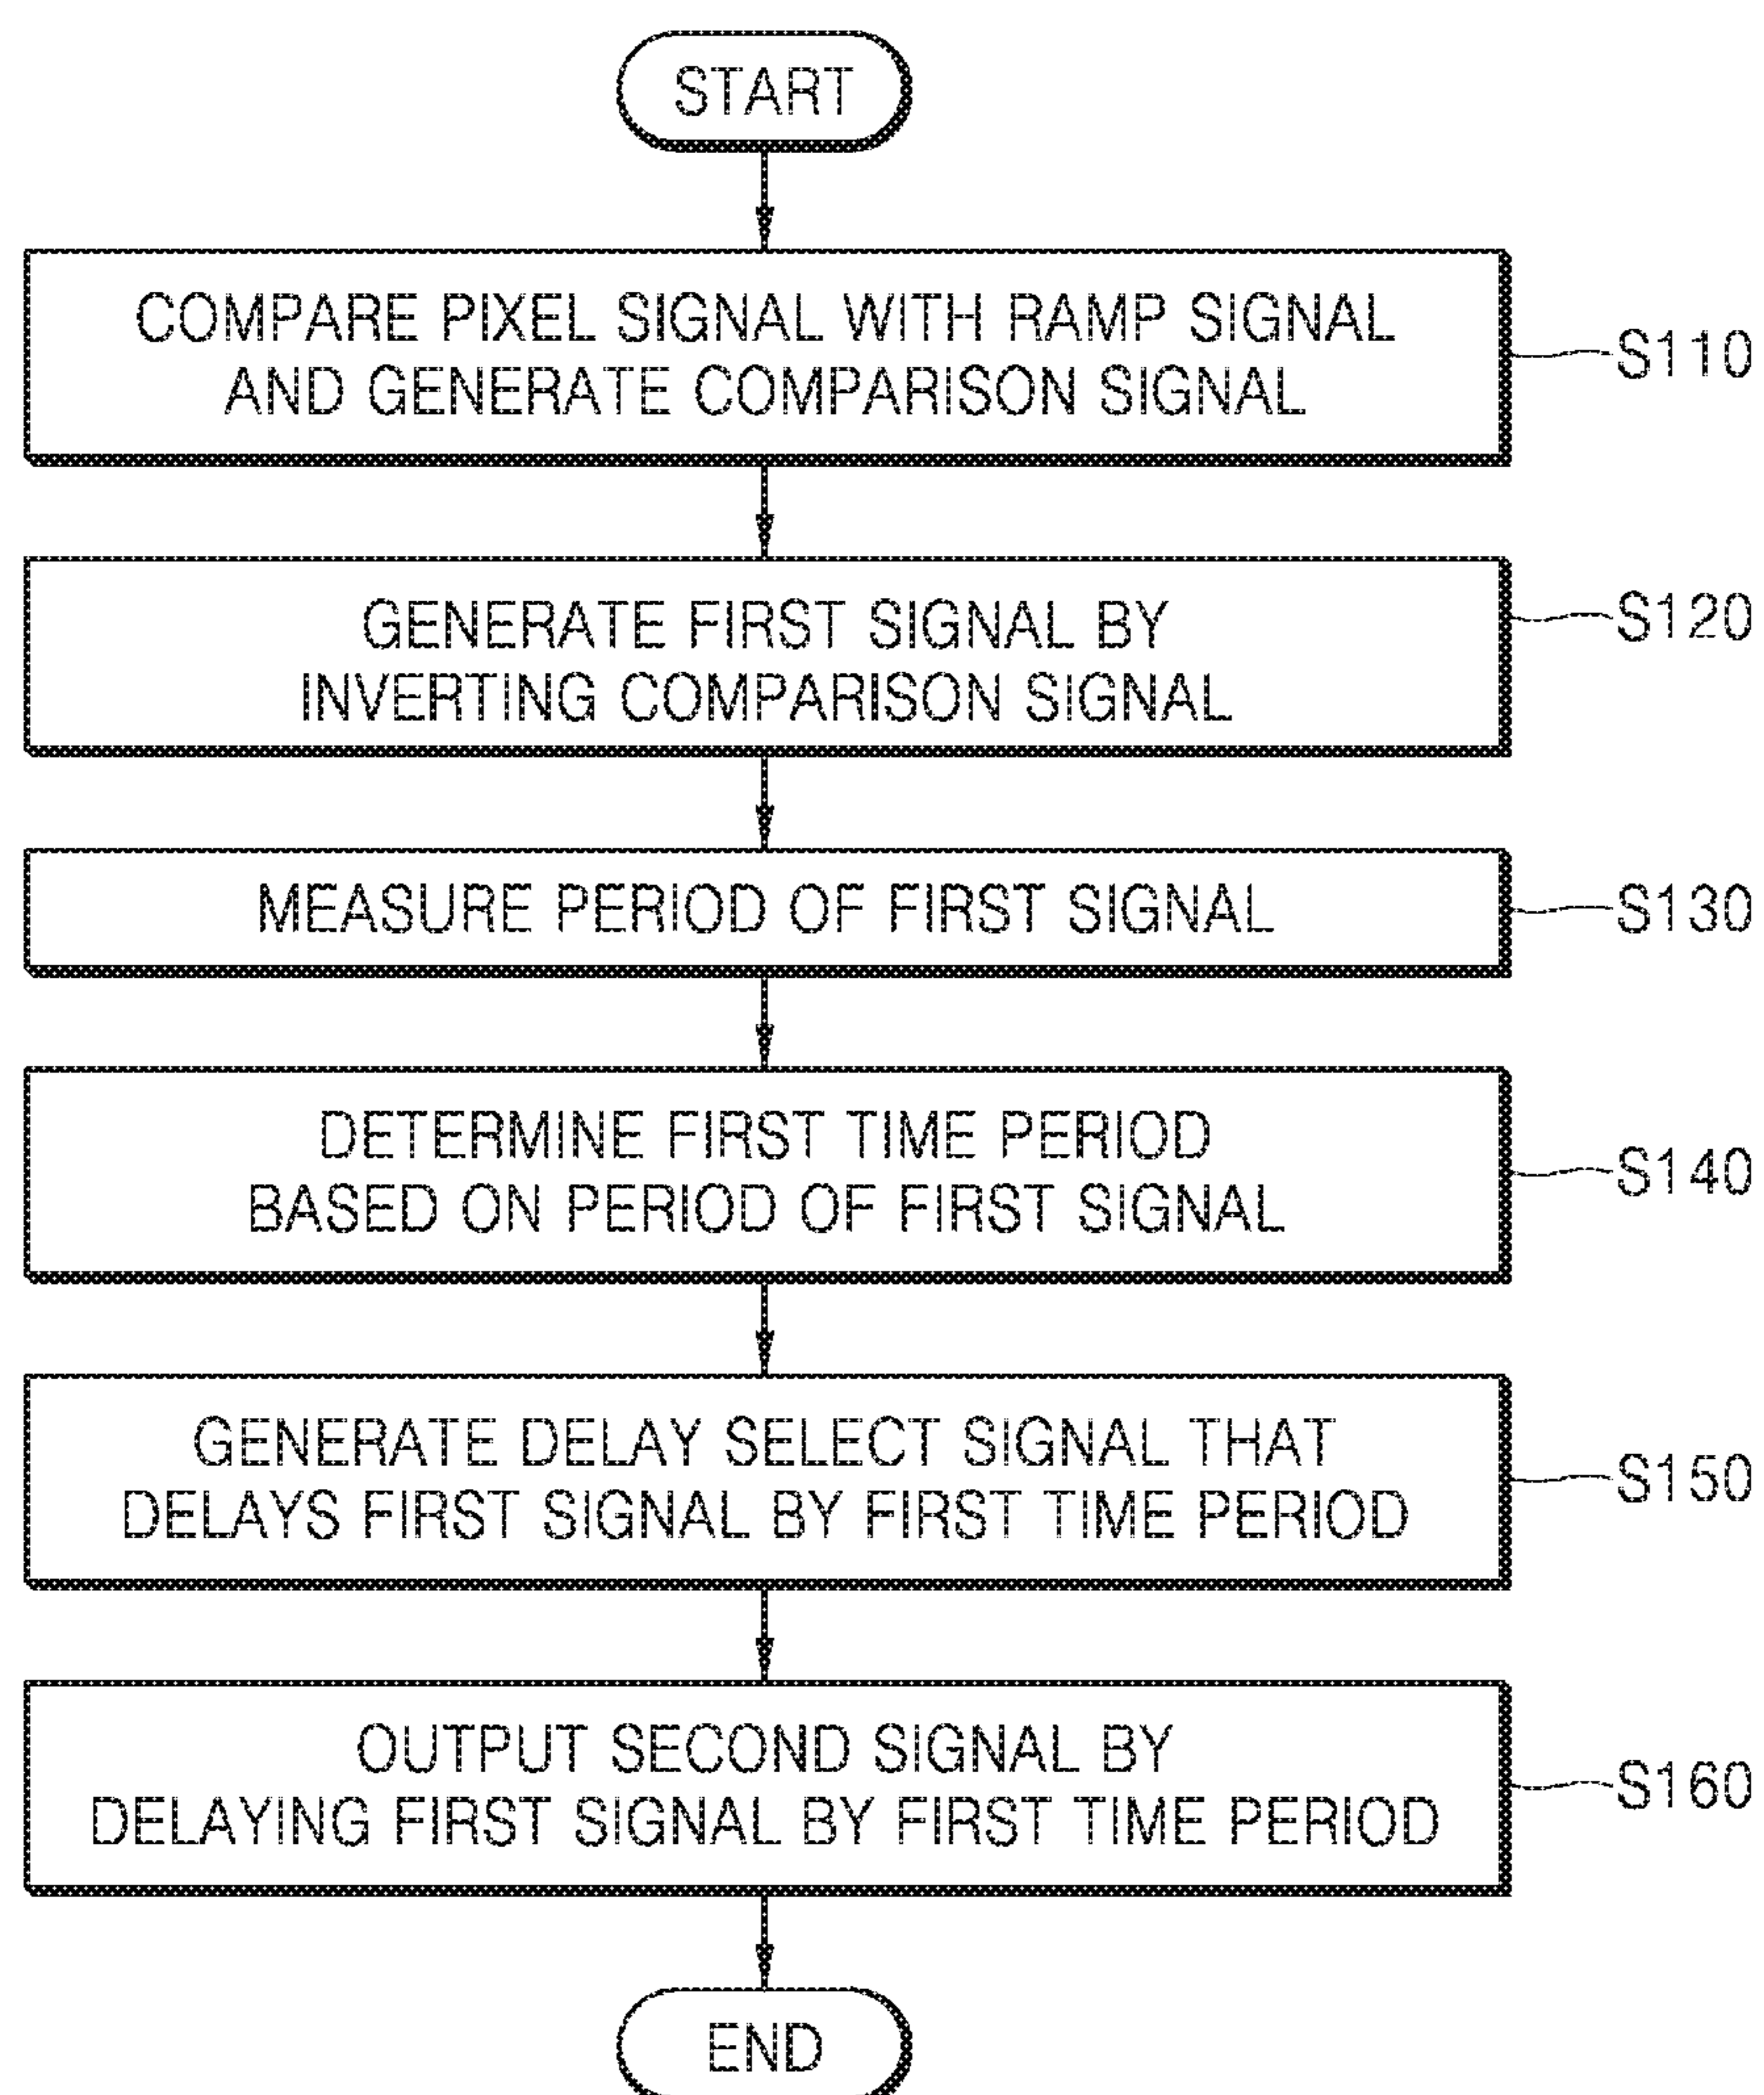 START
COMPARE PIXEL SIGNAL WITH RAMP SIGNAL
AND GENERATE COMPARISON SIGNAL
S110
GENERATE FIRST SIGNAL BY
INVERTING COMPARISON SIGNAL
S120
MEASURE PERIOD OF FIRST SIGNAL
S130
DETERMINE FIRST TIME PERIOD
BASED ON PERIOD OF FIRST SIGNAL
S140
GENERATE DELAY SELECT SIGNAL THAT
DELAYS FIRST SIGNAL BY FIRST TIME PERIOD
S150
OUTPUT SECOND SIGNAL BY
DELAYING FIRST SIGNAL BY FIRST TIME PERIOD
S160
END